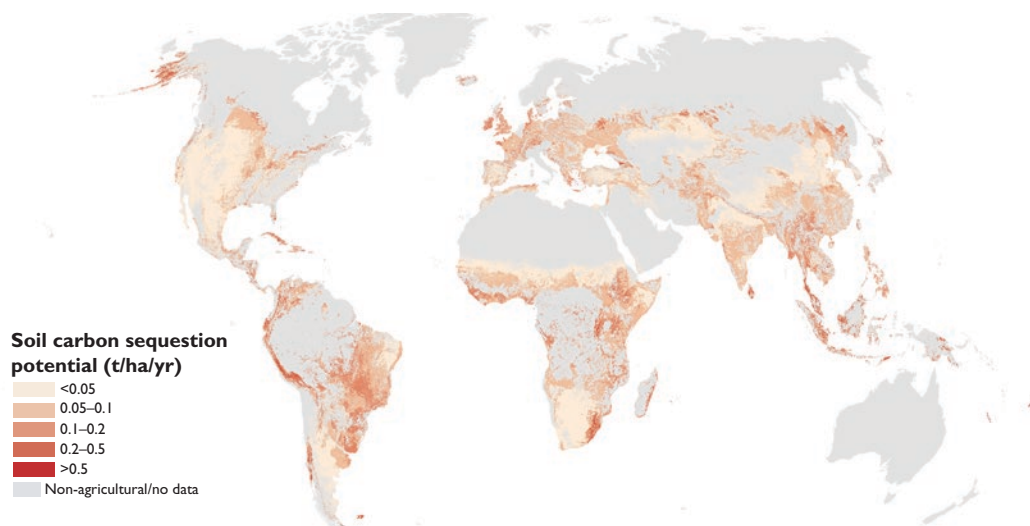 Soil carbon sequestion
potential (t/ha/yr)
<0.05
0.05–0.1
0.1–0.2
0.2–0.5
>0.5
Non-agricultural/no data